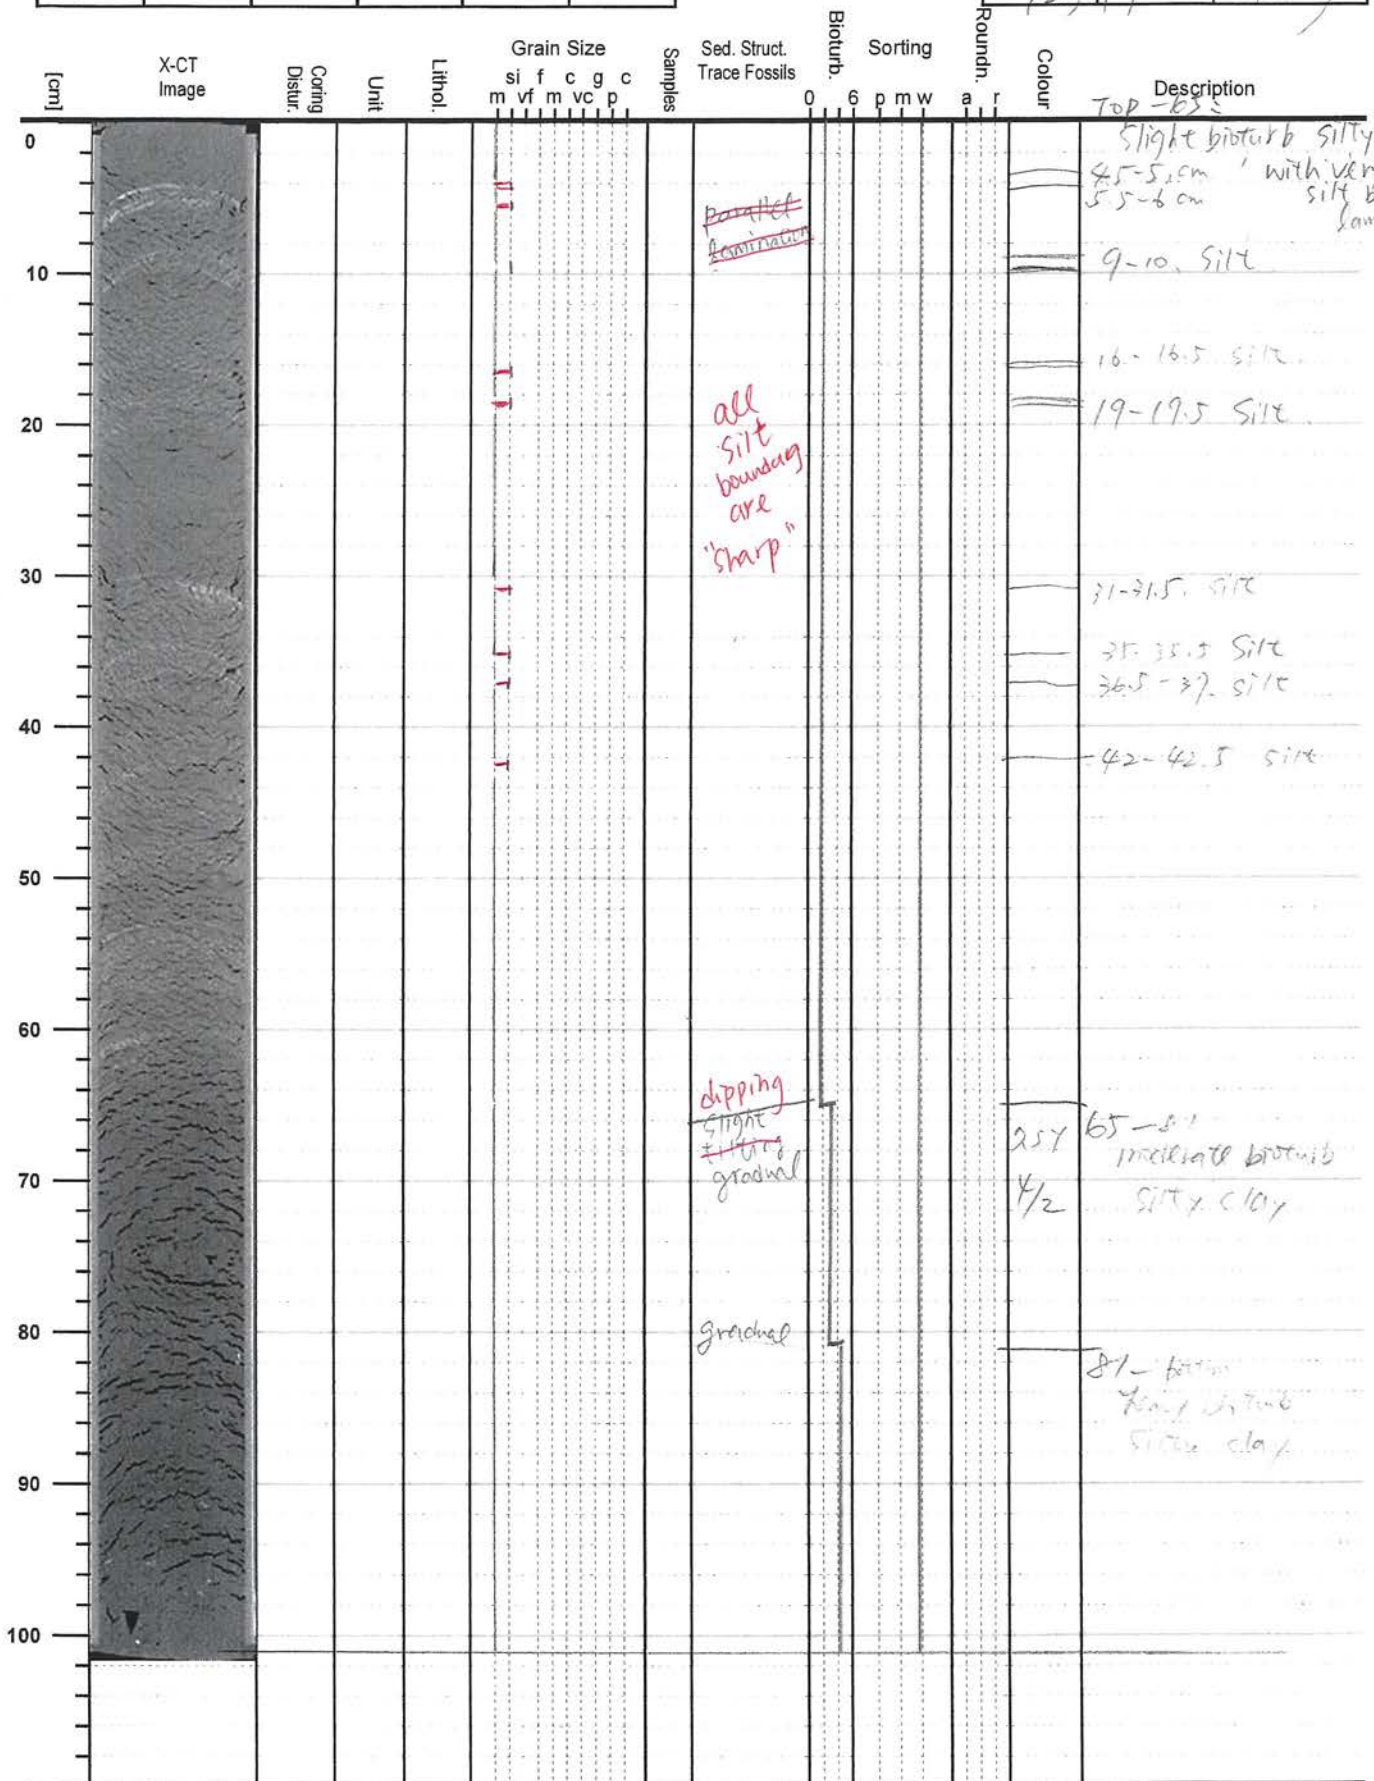 [cm]
X-CT
Image
Coring
Distur.
Unit
Lithol.
Grain Size
si f c g c
m vf m vc p
Samples
Sed. Struct.
Trace Fossils
Bioturb.
0 6
Sorting
p m w
Roundn.
a r
Colour
Description
Top - 65 :
Slight bioturb silty
0
4.5-5. cm with
5.5-6 cm silt
parallel
lamination
10
9-10. Silt
16 - 16.5 silt.
19-19.5 Silt.
20
all
silt
boundary
are
"sharp"
30
31-31.5. silt
35-35.5 Silt
36.5-37. silt
40
42-42.5 silt
50
60
dipping
slight
tilting
gradual
65 -
2.5Y
moderate bioturb
70
4/2
silty clay
80
gradual
81 - bottom
bioturb
silty clay
90
100